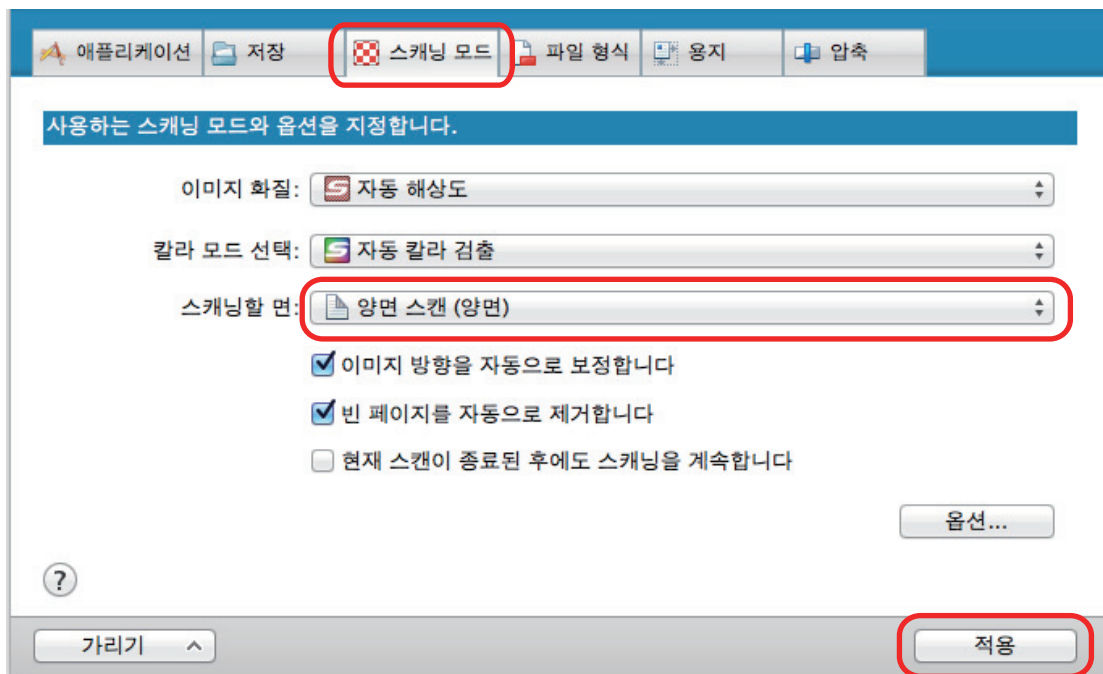 애플리케이션 저장 스캐닝 모드 파일 형식 용지 압축
사용하는 스캐닝 모드와 옵션을 지정합니다.
이미지 화질: 자동 해상도
칼라 모드 선택: 자동 칼라 검출
스캐닝할 면: 양면 스캔 (양면)
이미지 방향을 자동으로 보정합니다
빈 페이지를 자동으로 제거합니다
현재 스캔이 종료된 후에도 스캐닝을 계속합니다
옵션...
?
가리기 적용